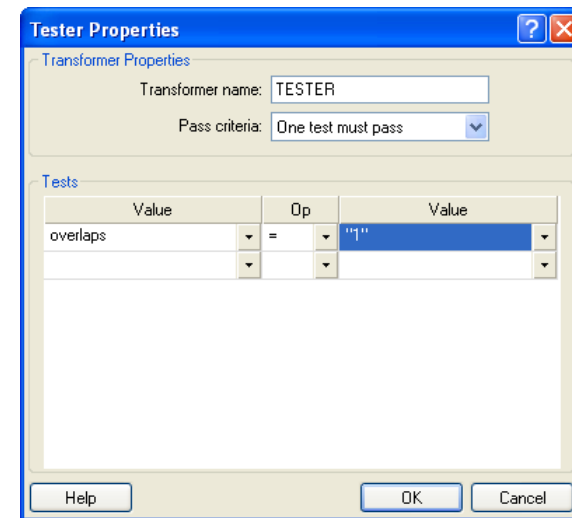 Tester Properties
Transformer Properties
Transformer name: TESTER
Pass criteria: One test must pass
Tests
Value Op Value
overlaps = "1"
Help OK Cancel